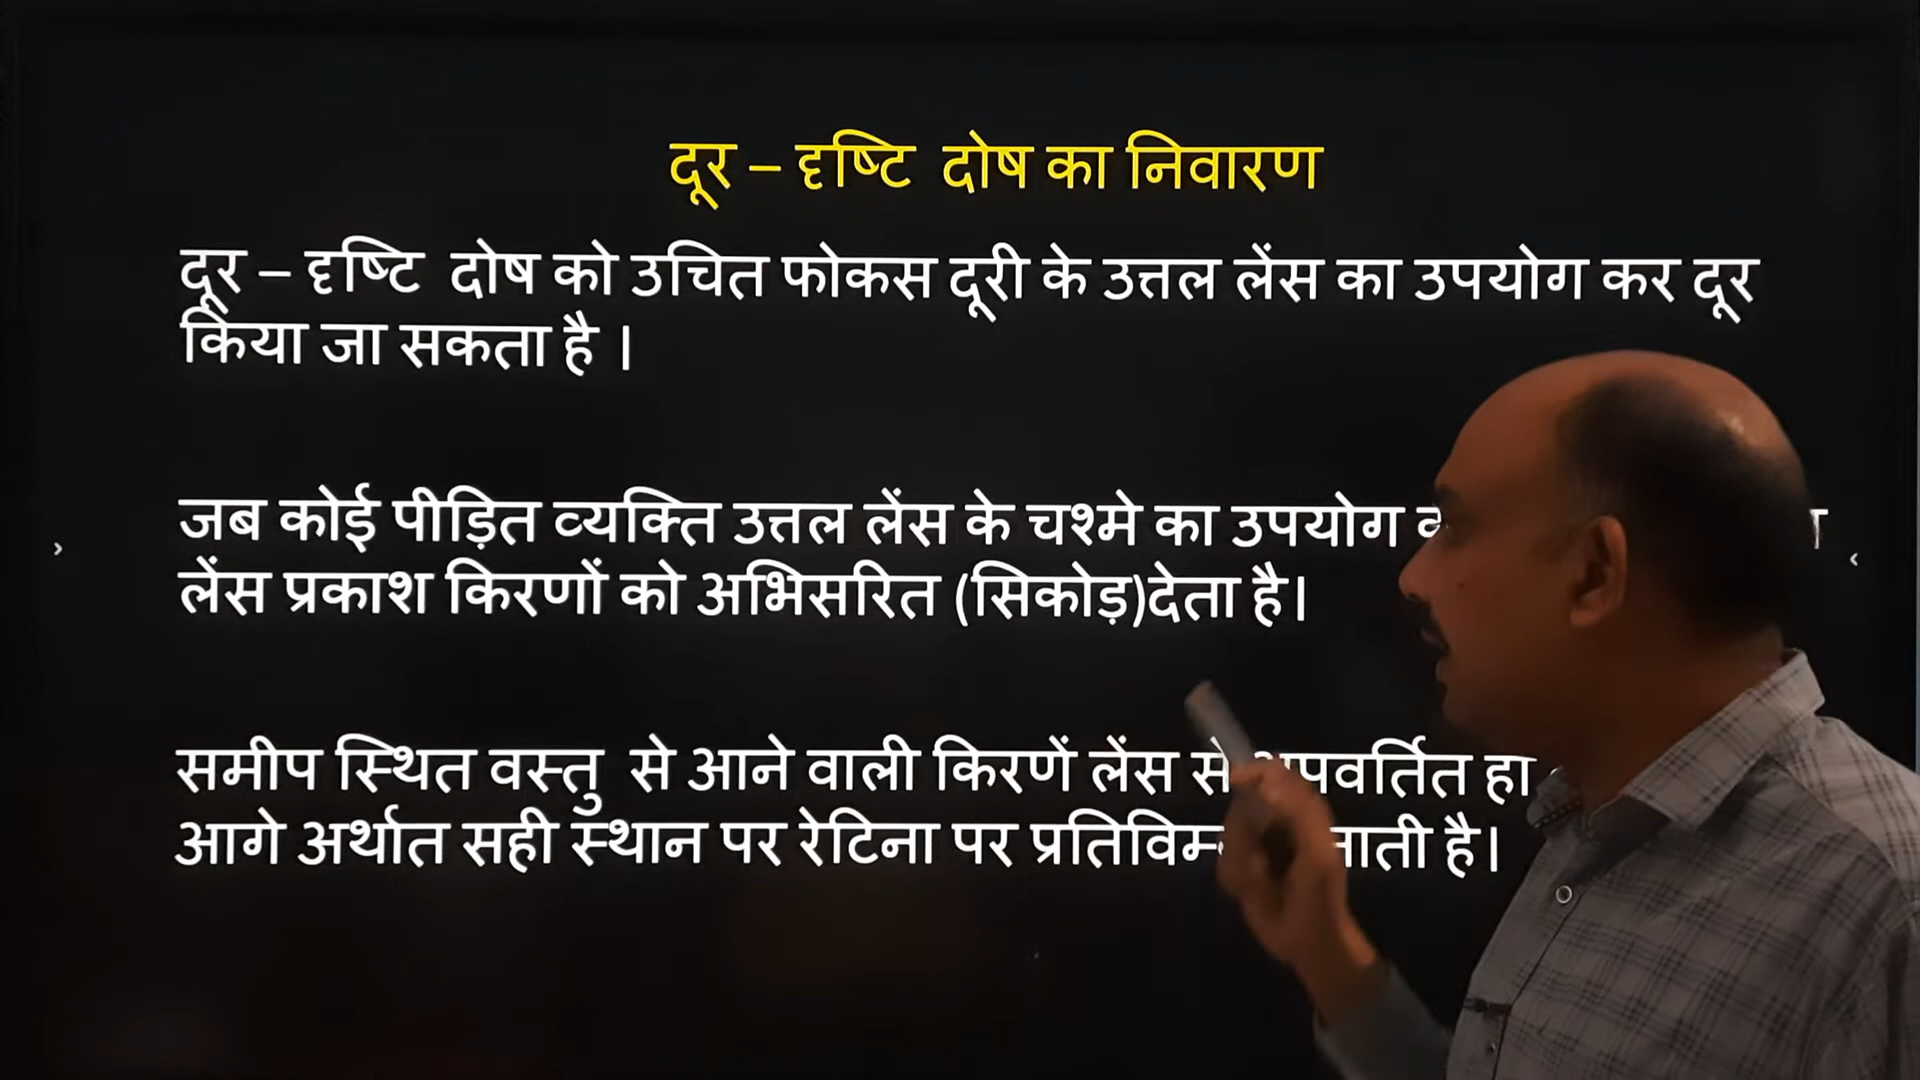 दूर – दृष्टि दोष का निवारण
दूर – दृष्टि दोष को उचित फोकस दूरी के उत्तल लेंस का उपयोग कर दूर
किया जा सकता है ।
जब कोई पीड़ित व्यक्ति उत्तल लेंस के चश्मे का उपयोग
लेंस प्रकाश किरणों को अभिसरित (सिकोड़)देता है।
समीप स्थित वस्तु से आने वाली किरणें लेंस
आगे अर्थात सही स्थान पर रेटिना पर है।